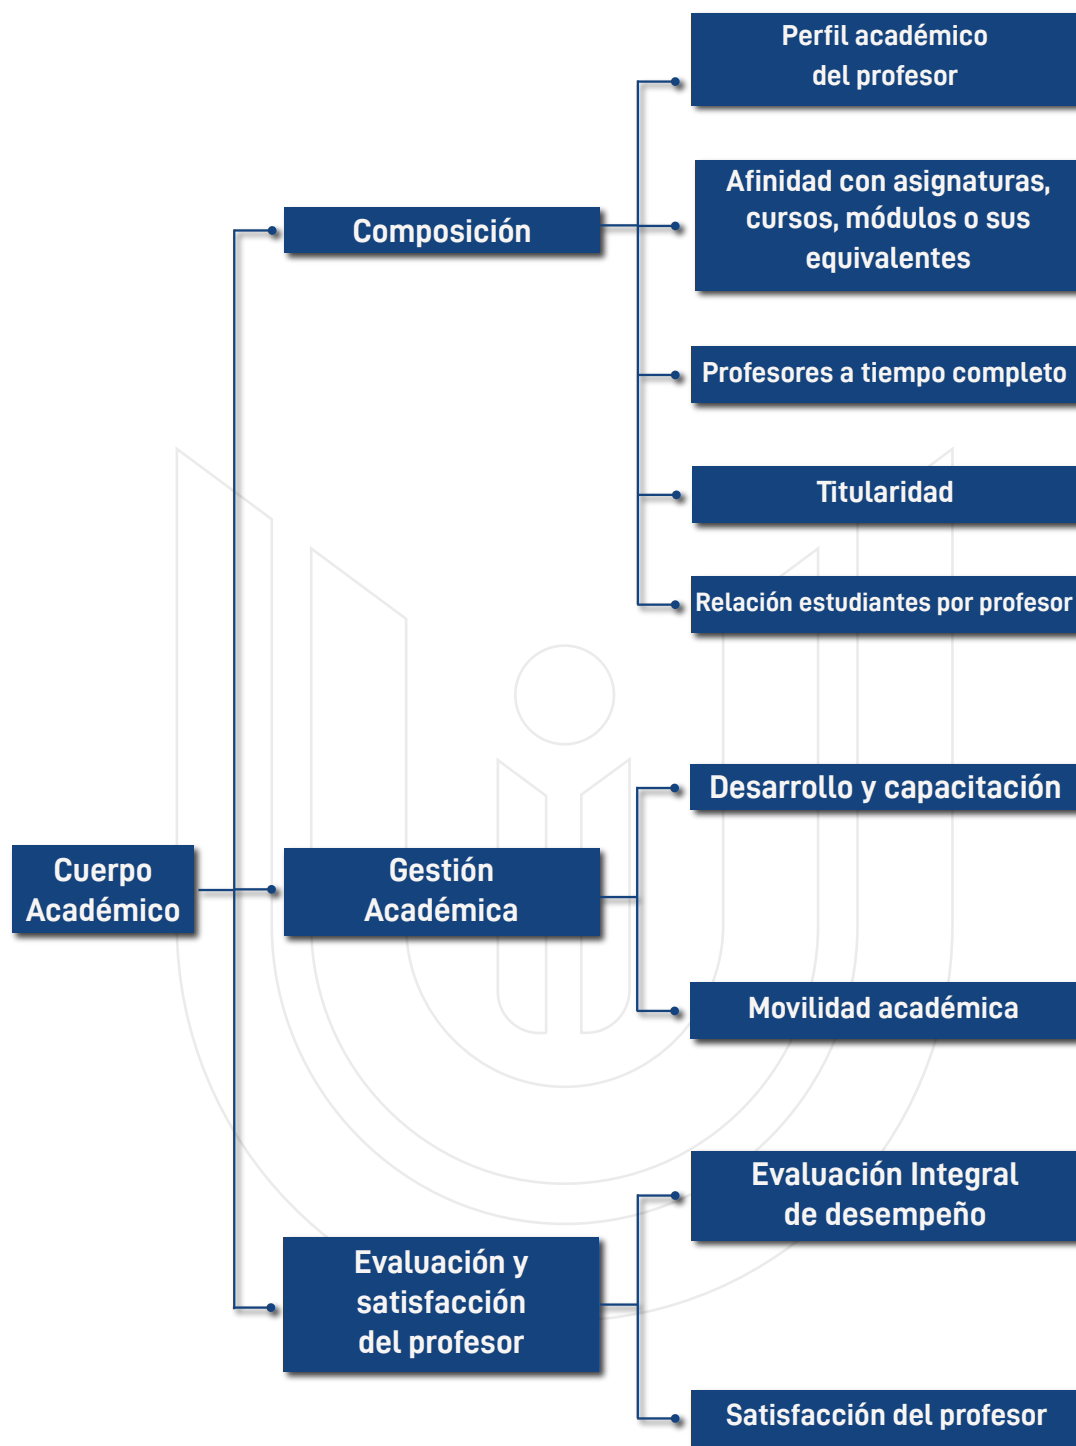 Perfil académico
del profesor
Afinidad con asignaturas,
cursos, módulos o sus
equivalentes
Composición
Profesores a tiempo completo
Titularidad
Relación estudiantes por profesor
Desarrollo y capacitación
Cuerpo
Académico
Gestión
Académica
Movilidad académica
Evaluación Integral
de desempeño
Evaluación y
satisfacción
del profesor
Satisfacción del profesor